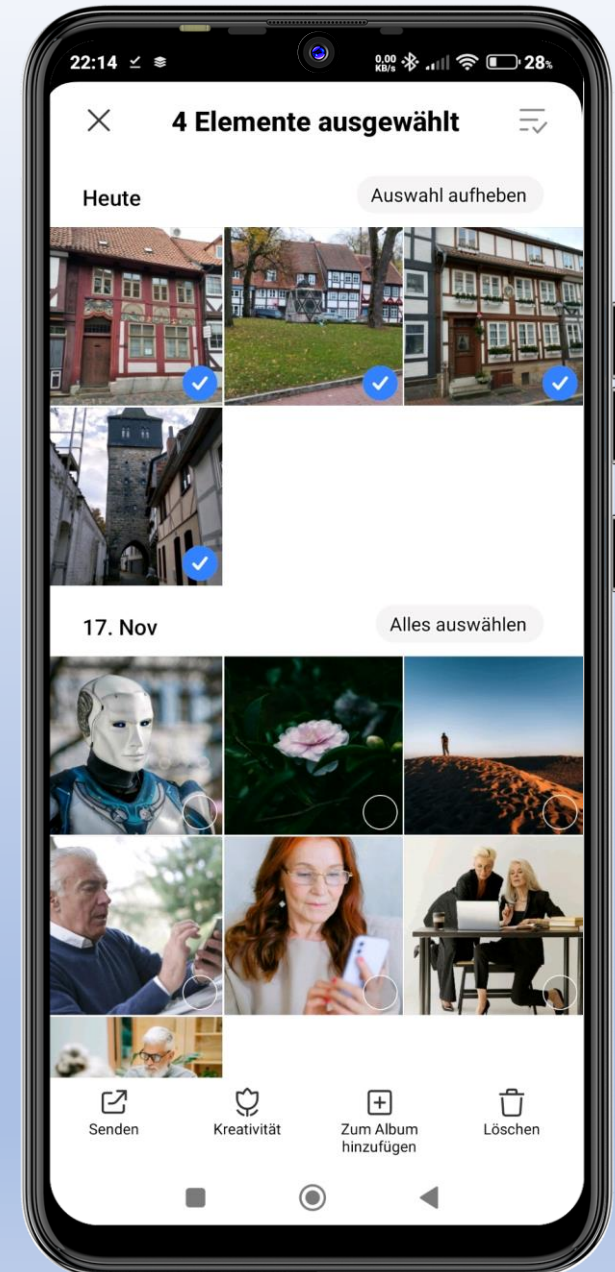 22:14
0,00
KB/s
28%
4 Elemente ausgewählt
Heute
Auswahl aufheben
17. Nov
Alles auswählen
Senden
Kreativität
Zum Album
hinzufügen
Löschen